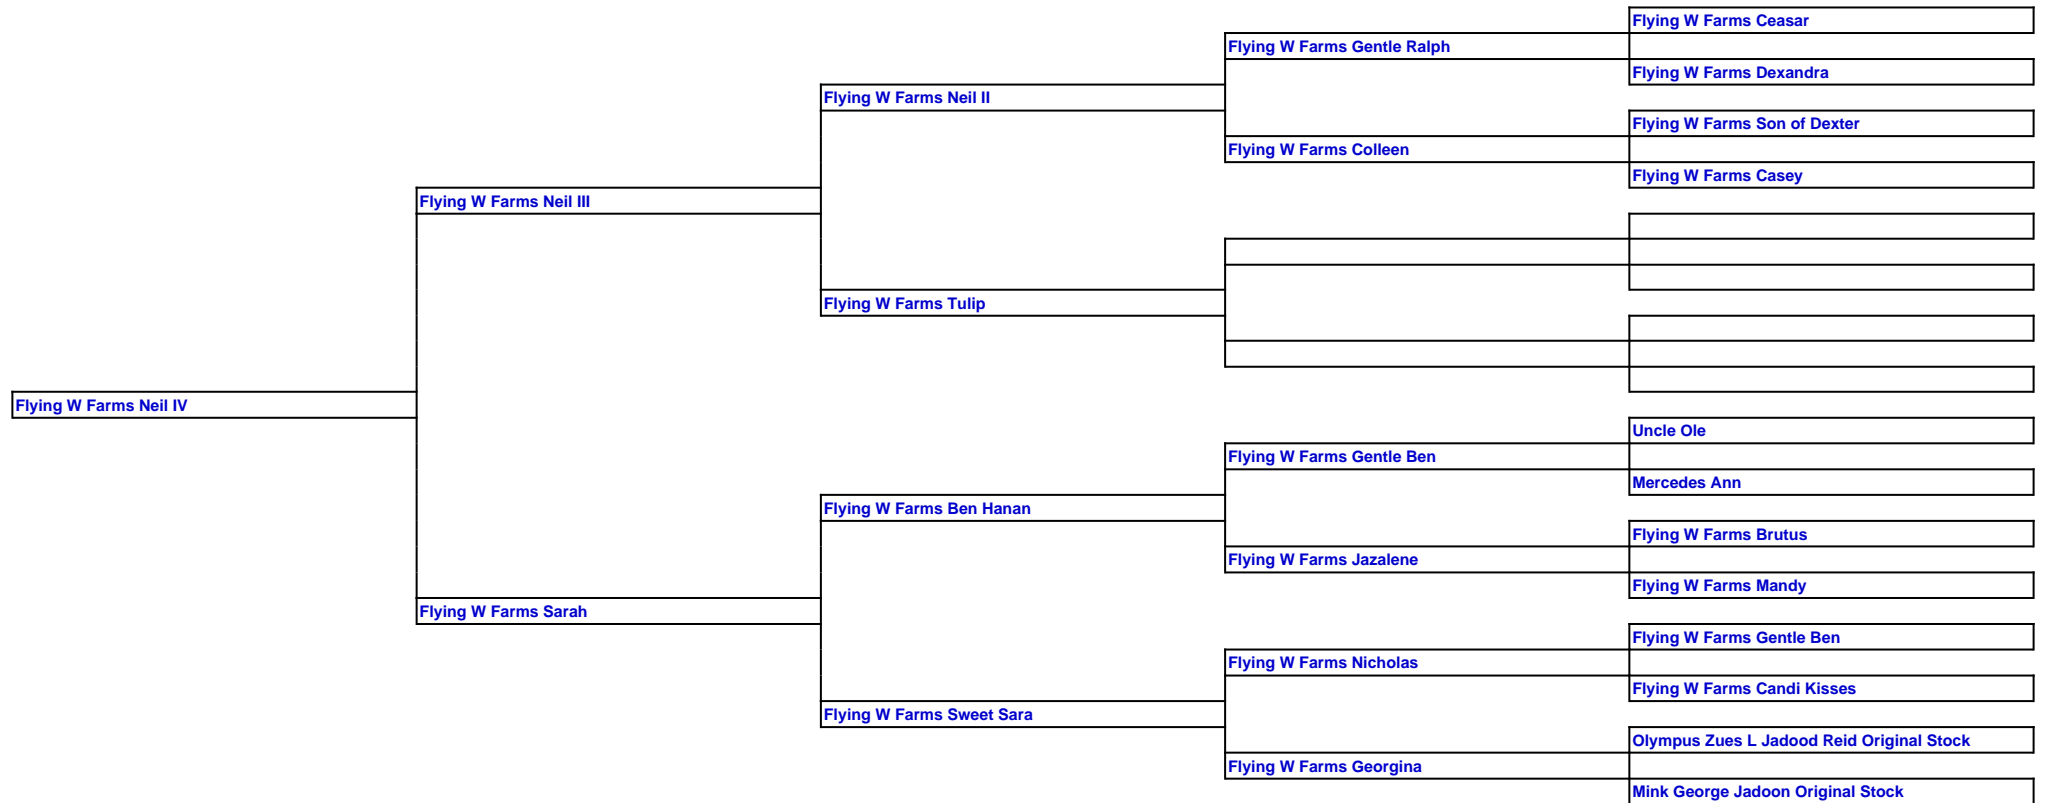 Flying W Farms Ceasar
Flying W Farms Gentle Ralph
Flying W Farms Dexandra
Flying W Farms Neil II
Flying W Farms Son of Dexter
Flying W Farms Colleen
Flying W Farms Casey
Flying W Farms Neil III
Flying W Farms Tulip
Flying W Farms Neil IV
Uncle Ole
Flying W Farms Gentle Ben
Mercedes Ann
Flying W Farms Ben Hanan
Flying W Farms Brutus
Flying W Farms Jazalene
Flying W Farms Mandy
Flying W Farms Sarah
Flying W Farms Gentle Ben
Flying W Farms Nicholas
Flying W Farms Candi Kisses
Flying W Farms Sweet Sara
Olympus Zues L Jadood Reid Original Stock
Flying W Farms Georgina
Mink George Jadoon Original Stock